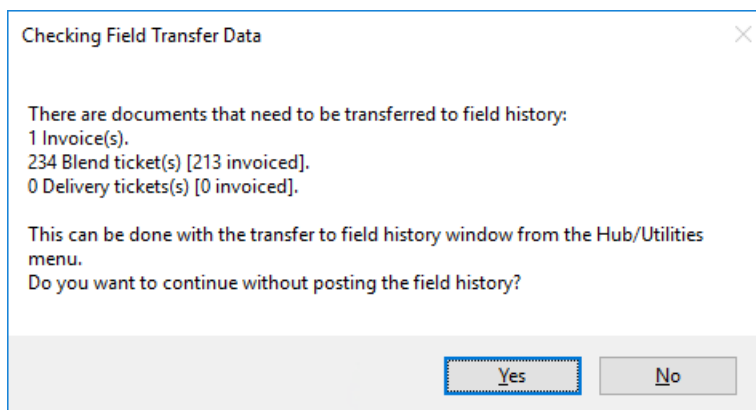 Checking Field Transfer Data
There are documents that need to be transferred to field history:
1 Invoice(s).
234 Blend ticket(s) [213 invoiced].
0 Delivery tickets(s) [0 invoiced].
This can be done with the transfer to field history window from the Hub/Utilities
menu.
Do you want to continue without posting the field history?
Yes
No